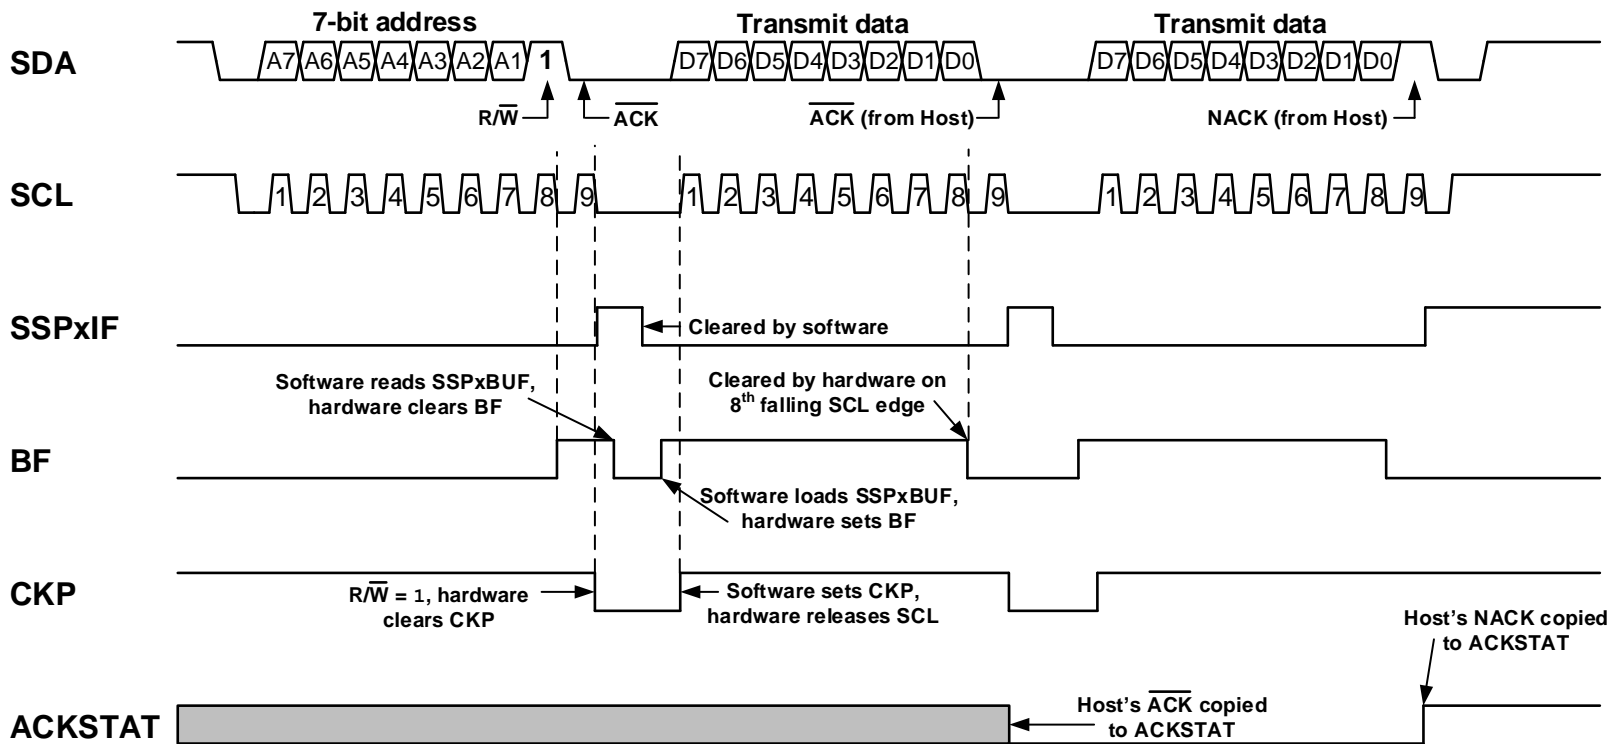 7-bit address Transmit data Transmit data
SDA A7 A6 A5 A4 A3 A2 A1 1 D7 D6 D5 D4 D3 D2 D1 D0 D7 D6 D5 D4 D3 D2 D1 D0
R/W̅ A̅C̅K̅ A̅C̅K̅ (from Host) NACK (from Host)
SCL 1 2 3 4 5 6 7 8 9 1 2 3 4 5 6 7 8 9 1 2 3 4 5 6 7 8 9
SSPxIF
Cleared by software
Software reads SSPxBUF,
hardware clears BF
Cleared by hardware on
8th falling SCL edge
BF
Software loads SSPxBUF,
hardware sets BF
CKP
R/W̅ = 1, hardware
clears CKP
Software sets CKP,
hardware releases SCL
Host's NACK copied
to ACKSTAT
ACKSTAT
Host's A̅C̅K̅ copied
to ACKSTAT